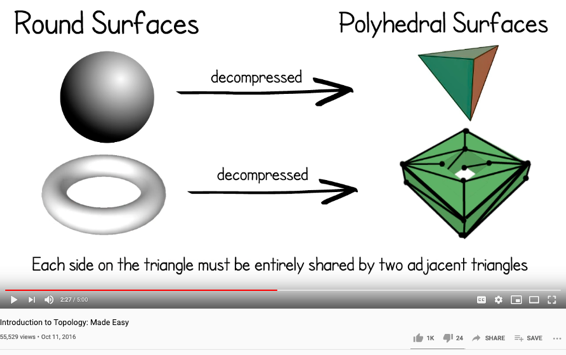 Round Surfaces
Polyhedral Surfaces
decompressed
decompressed
Each side on the triangle must be entirely shared by two adjacent triangles
2:27 / 5:00
CC
Introduction to Topology: Made Easy
55,529 views • Oct 11, 2016
1K
24
SHARE
SAVE